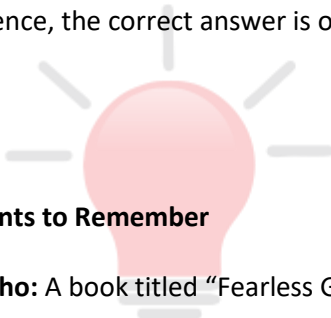 ence, the correct answer is o
nts to Remember
ho: A book titled “Fearless G